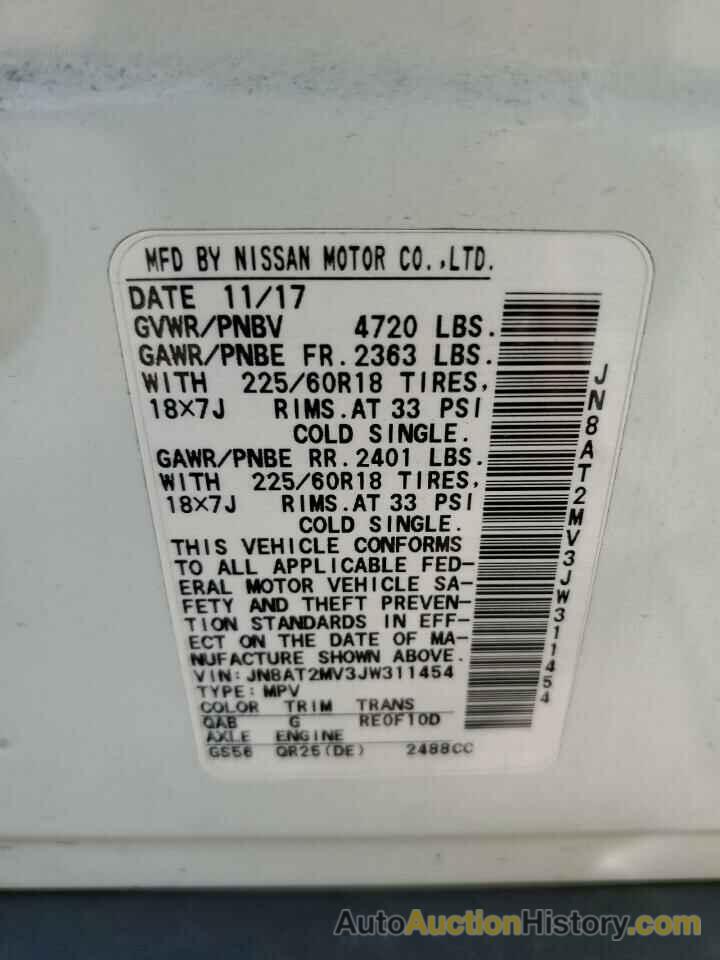 MFD BY NISSAN MOTOR CO.,LTD.
DATE 11/17
GVWR/PNBV 4720 LBS.
GAWR/PNBE FR. 2363 LBS.
WITH 225/60R18 TIRES,
18×7J RIMS.AT 33 PSI
COLD SINGLE.
GAWR/PNBE RR. 2401 LBS.
WITH 225/60R18 TIRES,
18×7J RIMS.AT 33 PSI
COLD SINGLE.
THIS VEHICLE CONFORMS
TO ALL APPLICABLE FED-
ERAL MOTOR VEHICLE SA-
FETY AND THEFT PREVEN-
TION STANDARDS IN EFF-
ECT ON THE DATE OF MA-
NUFACTURE SHOWN ABOVE.
VIN: JN8AT2MV3JW311454
TYPE: MPV
COLOR TRIM TRANS
QAB G RE0F10D
AXLE ENGINE
GS56 QR25(DE) 2488CC
JN8AT2MV3JW311454
AutoAuctionHistory.com